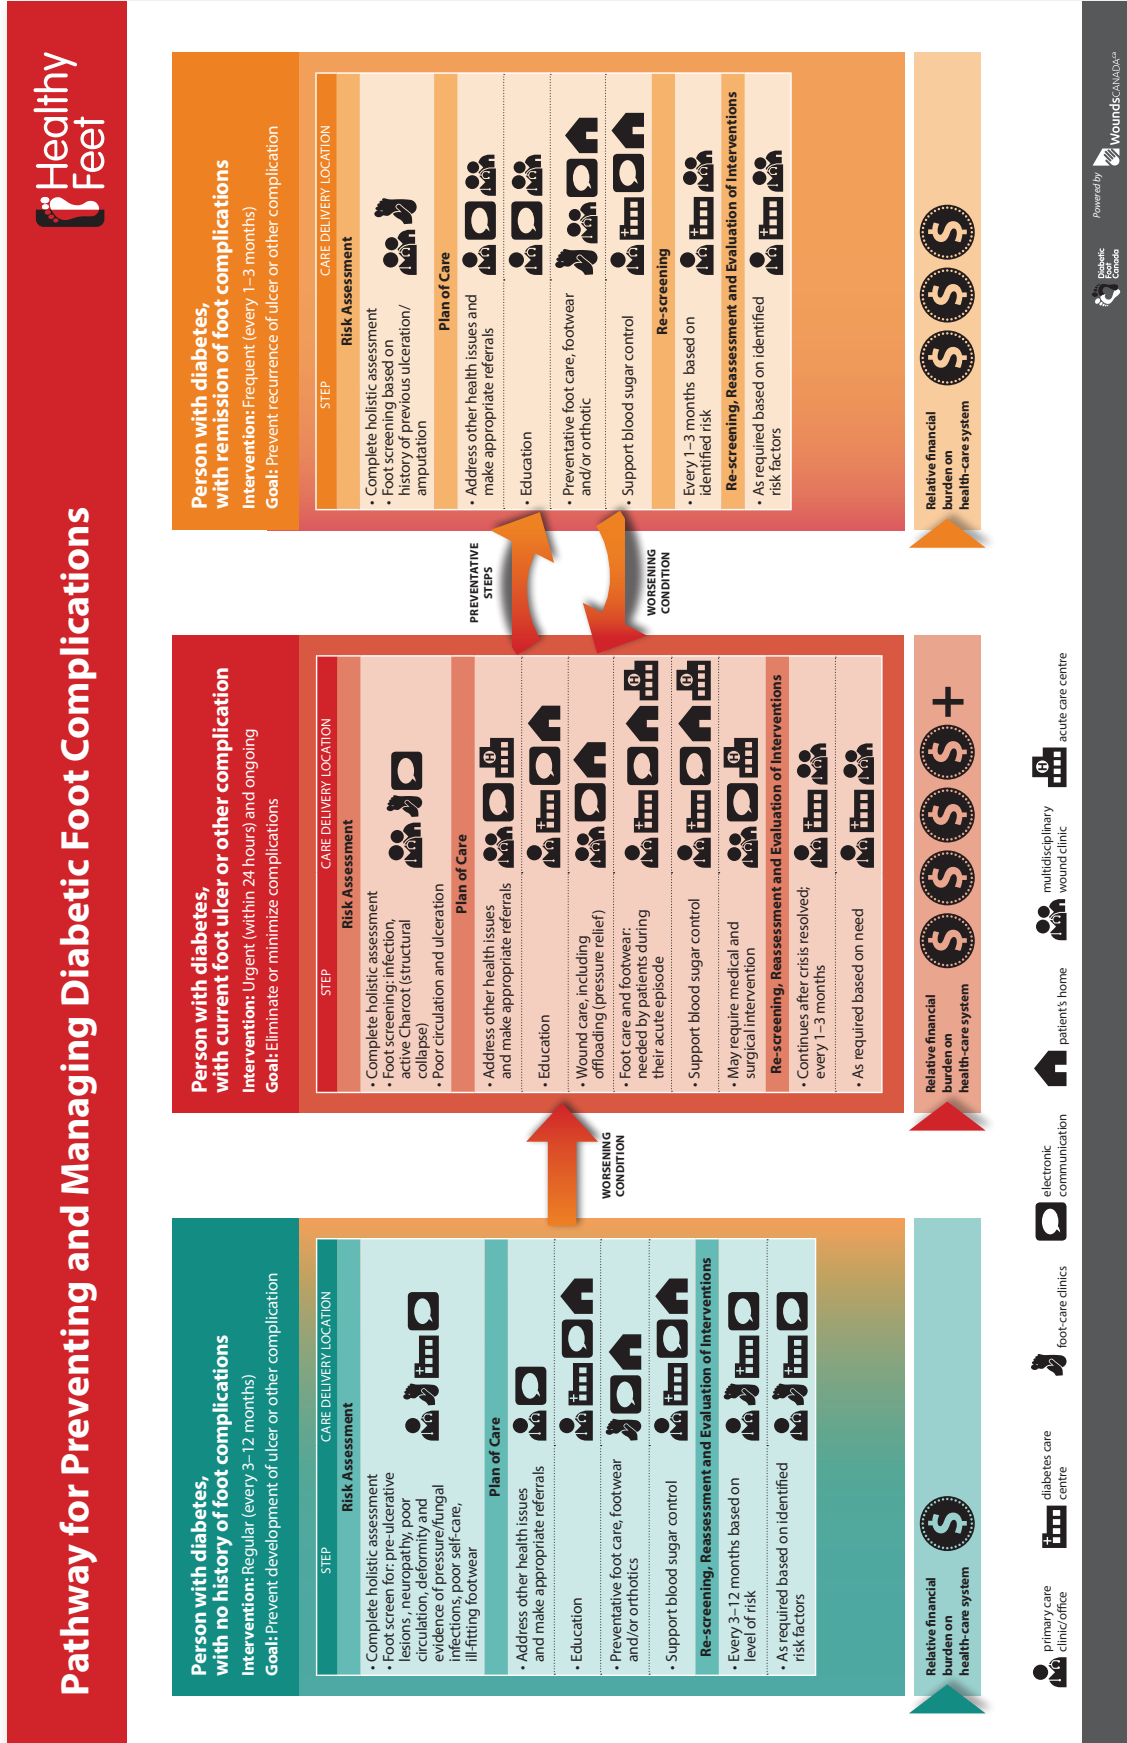 Pathway for Preventing and Managing Diabetic Foot Complications
Healthy
Feet
Person with diabetes,
with no history of foot complications
Intervention: Regular (every 3–12 months)
Goal: Prevent development of ulcer or other complication
STEP
CARE DELIVERY LOCATION
Risk Assessment
• Complete holistic assessment
• Foot screen for: pre-ulcerative
lesions, neuropathy, poor
circulation, deformity and
evidence of pressure/fungal
infections, poor self-care,
ill-fitting footwear
Plan of Care
• Address other health issues
and make appropriate referrals
• Education
• Preventative foot care, footwear
and/or orthotics
• Support blood sugar control
Re-screening, Reassessment and Evaluation of Interventions
• Every 3–12 months based on
level of risk
• As required based on identified
risk factors
Relative financial
burden on
health-care system
$
WORSENING
CONDITION
Person with diabetes,
with current foot ulcer or other complication
Intervention: Urgent (within 24 hours) and ongoing
Goal: Eliminate or minimize complications
STEP
CARE DELIVERY LOCATION
Risk Assessment
• Complete holistic assessment
• Foot screening: infection,
active Charcot (structural
collapse)
• Poor circulation and ulceration
Plan of Care
• Address other health issues
and make appropriate referrals
H
• Education
• Wound care, including
offloading (pressure relief)
• Foot care and footwear:
needed by patients during
their acute episode
H
• Support blood sugar control
H
• May require medical and
surgical intervention
H
Re-screening, Reassessment and Evaluation of Interventions
• Continues after crisis resolved;
every 1–3 months
• As required based on need
Relative financial
burden on
health-care system
$ $ $ $ +
PREVENTATIVE
STEPS
WORSENING
CONDITION
Person with diabetes,
with remission of foot complications
Intervention: Frequent (every 1–3 months)
Goal: Prevent recurrence of ulcer or other complication
STEP
CARE DELIVERY LOCATION
Risk Assessment
• Complete holistic assessment
• Foot screening based on
history of previous ulceration/
amputation
Plan of Care
• Address other health issues and
make appropriate referrals
• Education
• Preventative foot care, footwear
and/or orthotic
• Support blood sugar control
Re-screening
• Every 1–3 months based on
identified risk
Re-screening, Reassessment and Evaluation of Interventions
• As required based on identified
risk factors
Relative financial
burden on
health-care system
$ $ $
primary care
clinic/office
diabetes care
centre
foot-care clinics
electronic
communication
patient's home
multidisciplinary
wound clinic
H
acute care centre
Diabetic
Foot
Canada
Powered by
WoundsCANADA.ca